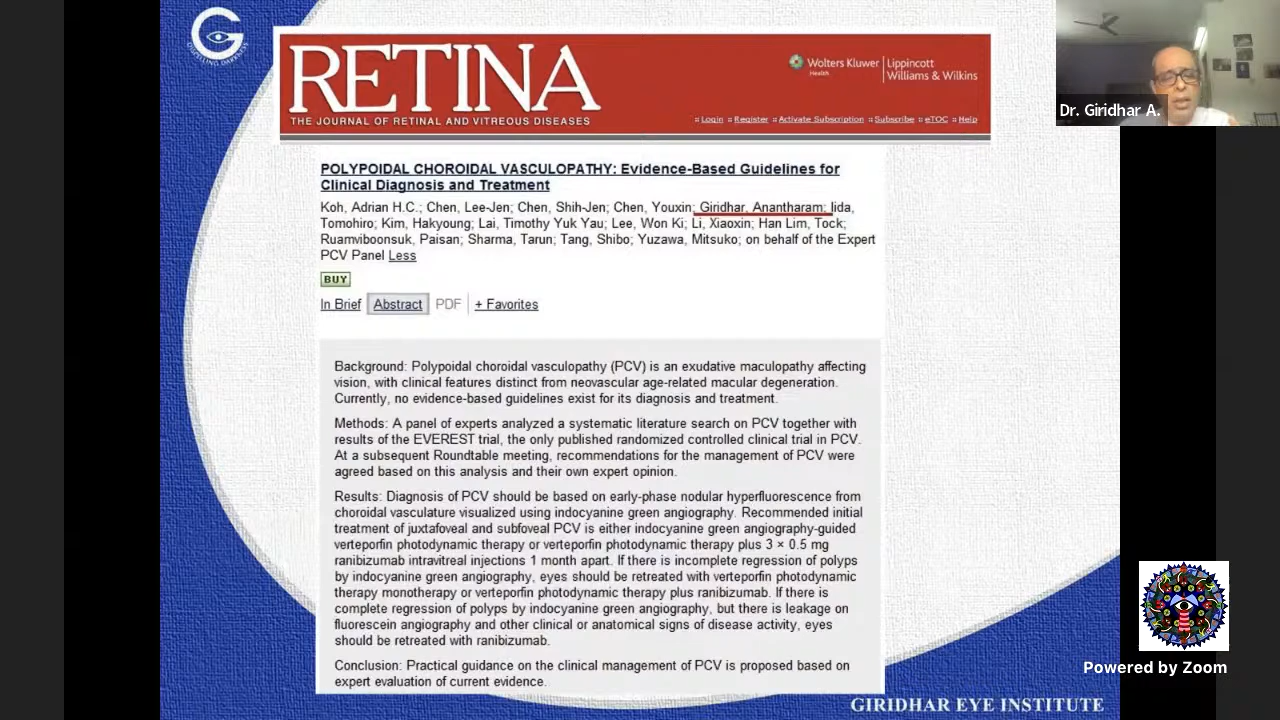 RETINA
THE JOURNAL OF RETINAL AND VITREOUS DISEASES
Wolters Kluwer
Health
Lippincott
Williams & Wilkins
Login
Register
Activate Subscription
Subscribe
eTOC
Help
Dr. Giridhar A.
POLYPOIDAL CHOROIDAL VASCULOPATHY: Evidence-Based Guidelines for
Clinical Diagnosis and Treatment
Koh, Adrian H.C.; Chen, Lee-Jen; Chen, Shih-Jen; Chen, Youxin; Giridhar, Anantharam; Iida,
Tomohiro; Kim, Hakyoung; Lai, Timothy Yuk Yau; Lee, Won Ki; Li, Xiaoxin; Han Lim, Tock;
Ruamviboonsuk, Paisan; Sharma, Tarun; Tang, Shibo; Yuzawa, Mitsuko; on behalf of the Expert
PCV Panel Less
BUY
In Brief Abstract PDF + Favorites
Background: Polypoidal choroidal vasculopathy (PCV) is an exudative maculopathy affecting
vision, with clinical features distinct from neovascular age-related macular degeneration.
Currently, no evidence-based guidelines exist for its diagnosis and treatment.
Methods: A panel of experts analyzed a systematic literature search on PCV together with
results of the EVEREST trial, the only published randomized controlled clinical trial in PCV.
At a subsequent Roundtable meeting, recommendations for the management of PCV were
agreed based on this analysis and their own expert opinion.
Results: Diagnosis of PCV should be based on early-phase nodular hyperfluorescence from
choroidal vasculature visualized using indocyanine green angiography. Recommended initial
treatment of juxtafoveal and subfoveal PCV is either indocyanine green angiography-guided
verteporfin photodynamic therapy or verteporfin photodynamic therapy plus 3 × 0.5 mg
ranibizumab intravitreal injections 1 month apart. If there is incomplete regression of polyps
by indocyanine green angiography, eyes should be retreated with verteporfin photodynamic
therapy monotherapy or verteporfin photodynamic therapy plus ranibizumab. If there is
complete regression of polyps by indocyanine green angiography, but there is leakage on
fluorescein angiography and other clinical or anatomical signs of disease activity, eyes
should be retreated with ranibizumab.
Conclusion: Practical guidance on the clinical management of PCV is proposed based on
expert evaluation of current evidence.
Powered by Zoom
GIRIDHAR EYE INSTITUTE